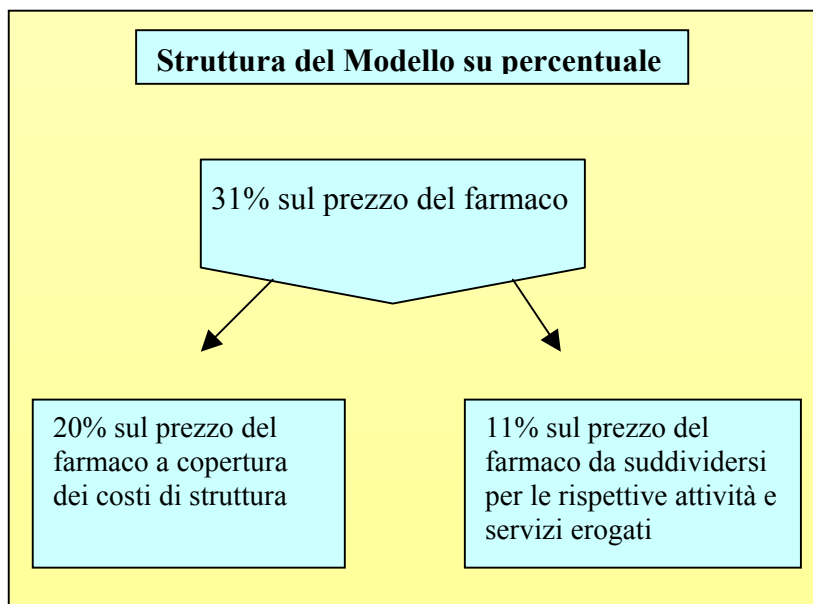 Struttura del Modello su percentuale
31% sul prezzo del farmaco
20% sul prezzo del
farmaco a copertura
dei costi di struttura
11% sul prezzo del
farmaco da suddividersi
per le rispettive attività e
servizi erogati